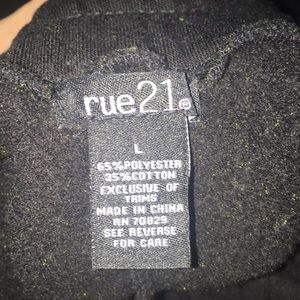 rue21®
L
65%POLYESTER
35%COTTON
EXCLUSIVE OF
TRIMS
MADE IN CHINA
RN 70829
SEE REVERSE
FOR CARE